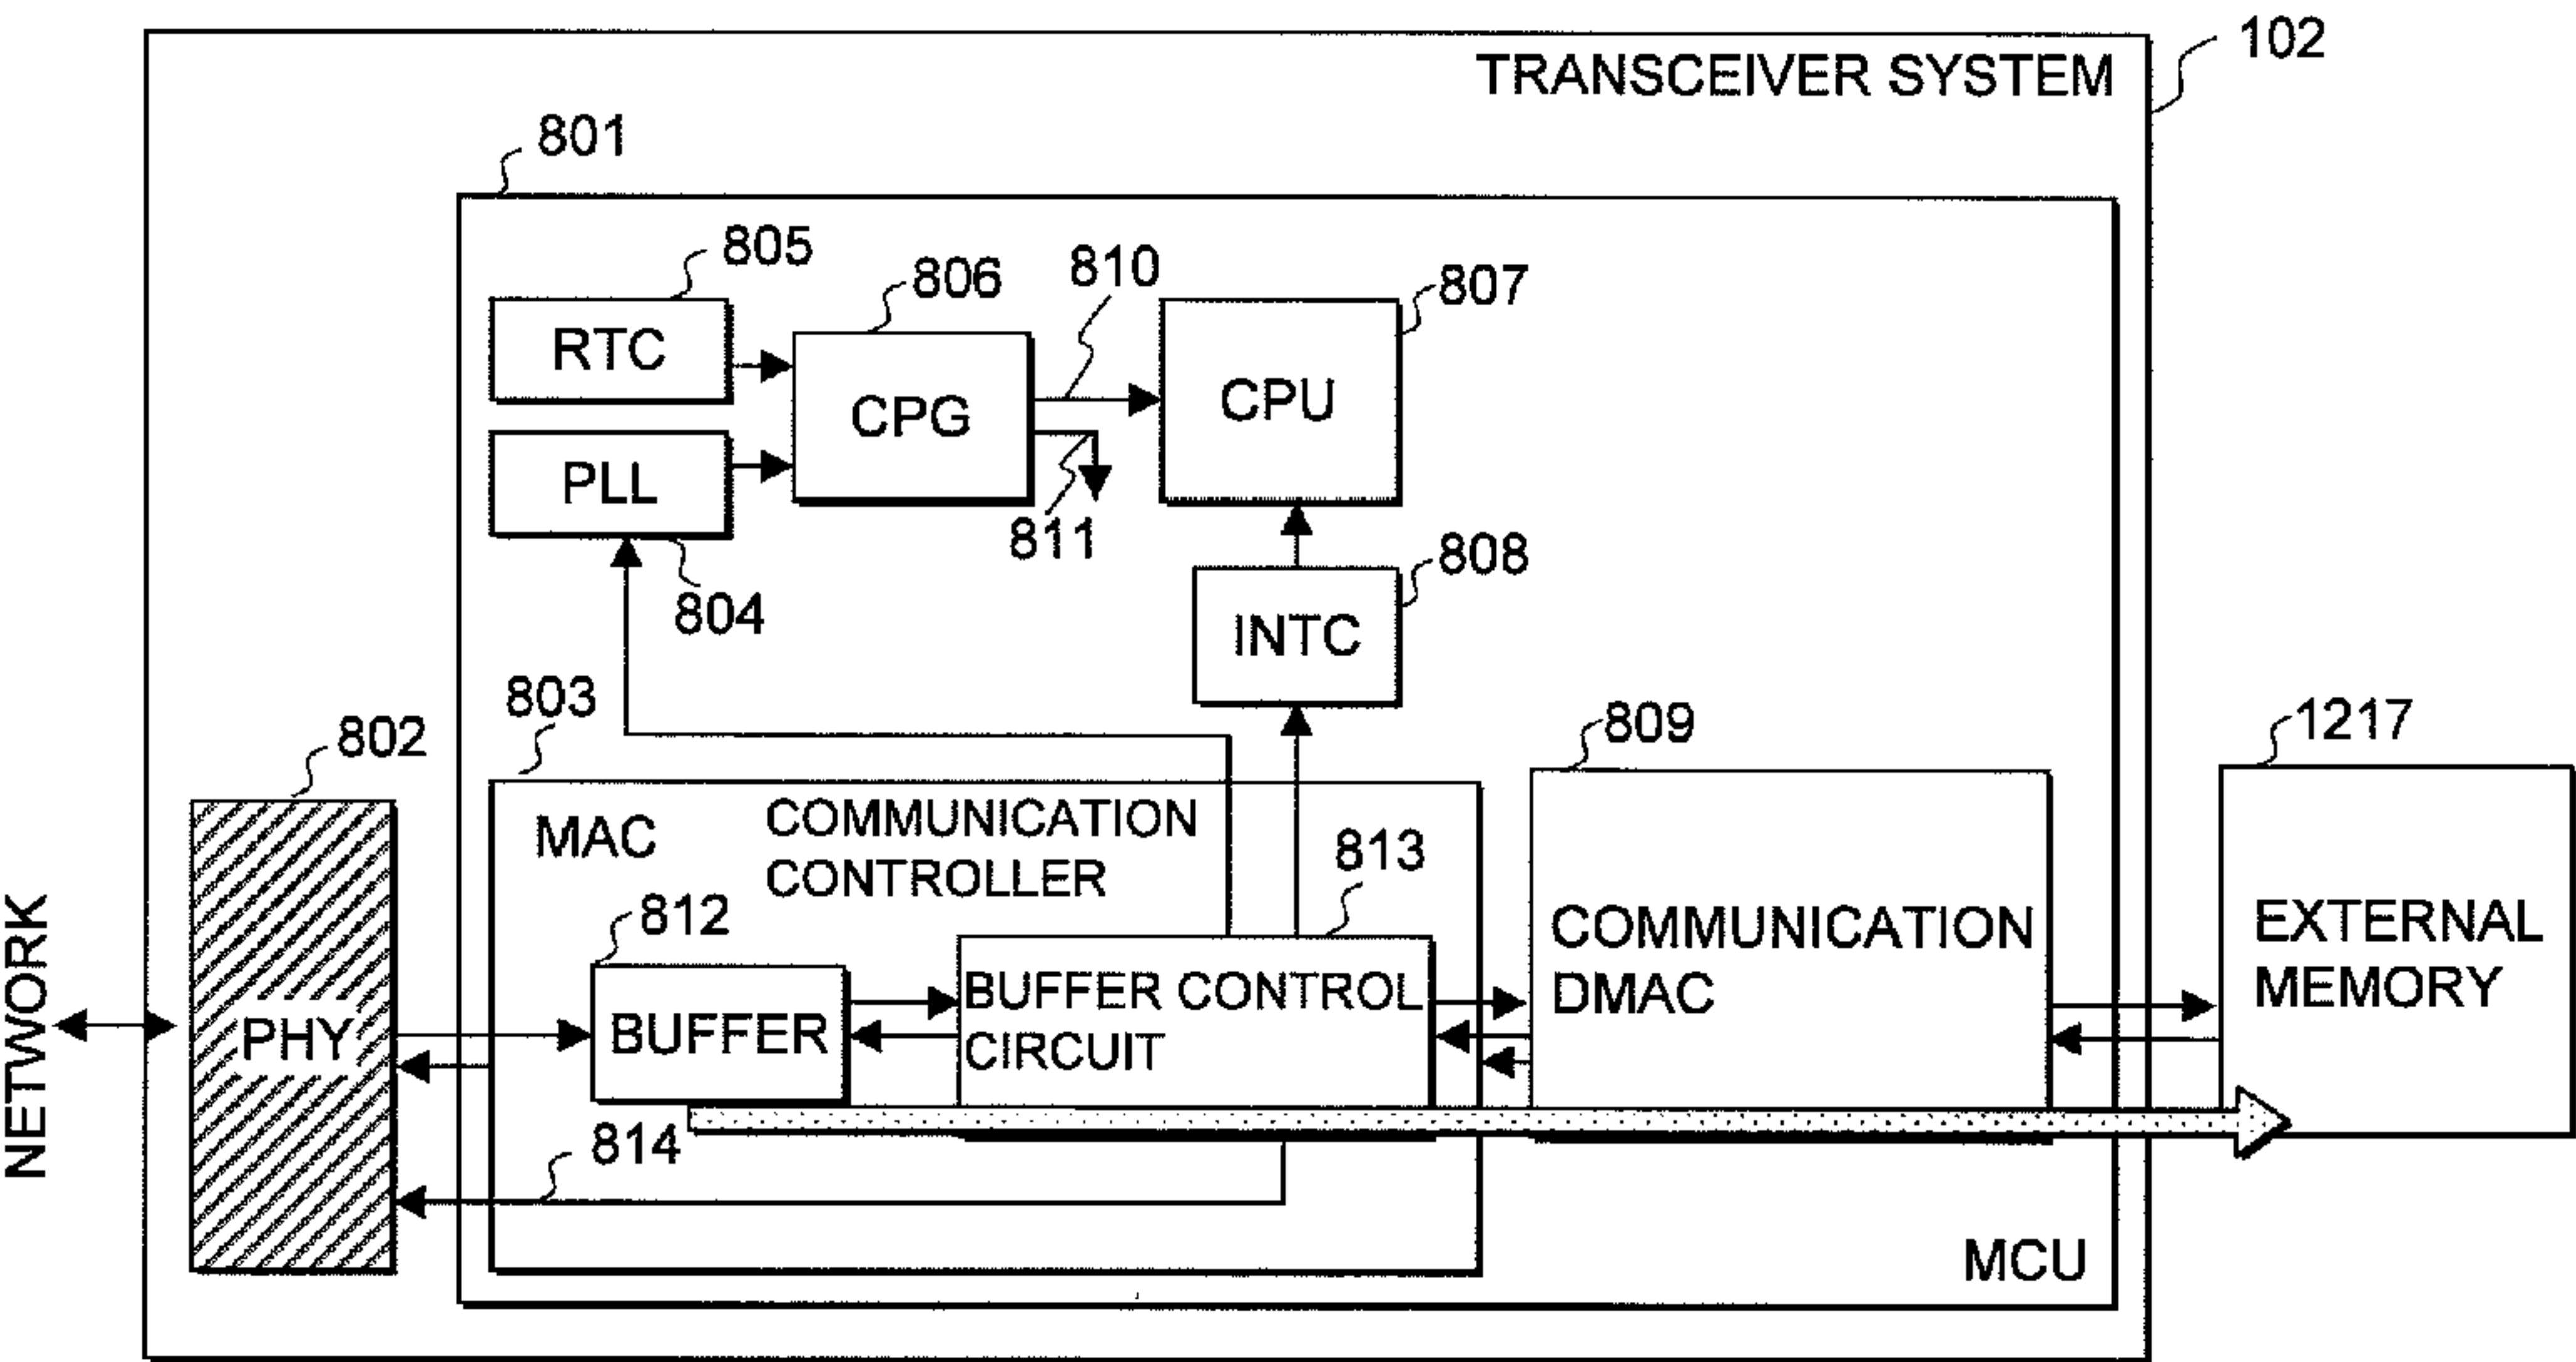 102
TRANSCEIVER SYSTEM
801
805
806
810
807
RTC
CPG
CPU
PLL
811
808
804
INTC
803
802
809
1217
MAC
COMMUNICATION
CONTROLLER
813
812
NETWORK
PHY
BUFFER
BUFFER CONTROL
CIRCUIT
COMMUNICATION
DMAC
EXTERNAL
MEMORY
814
MCU